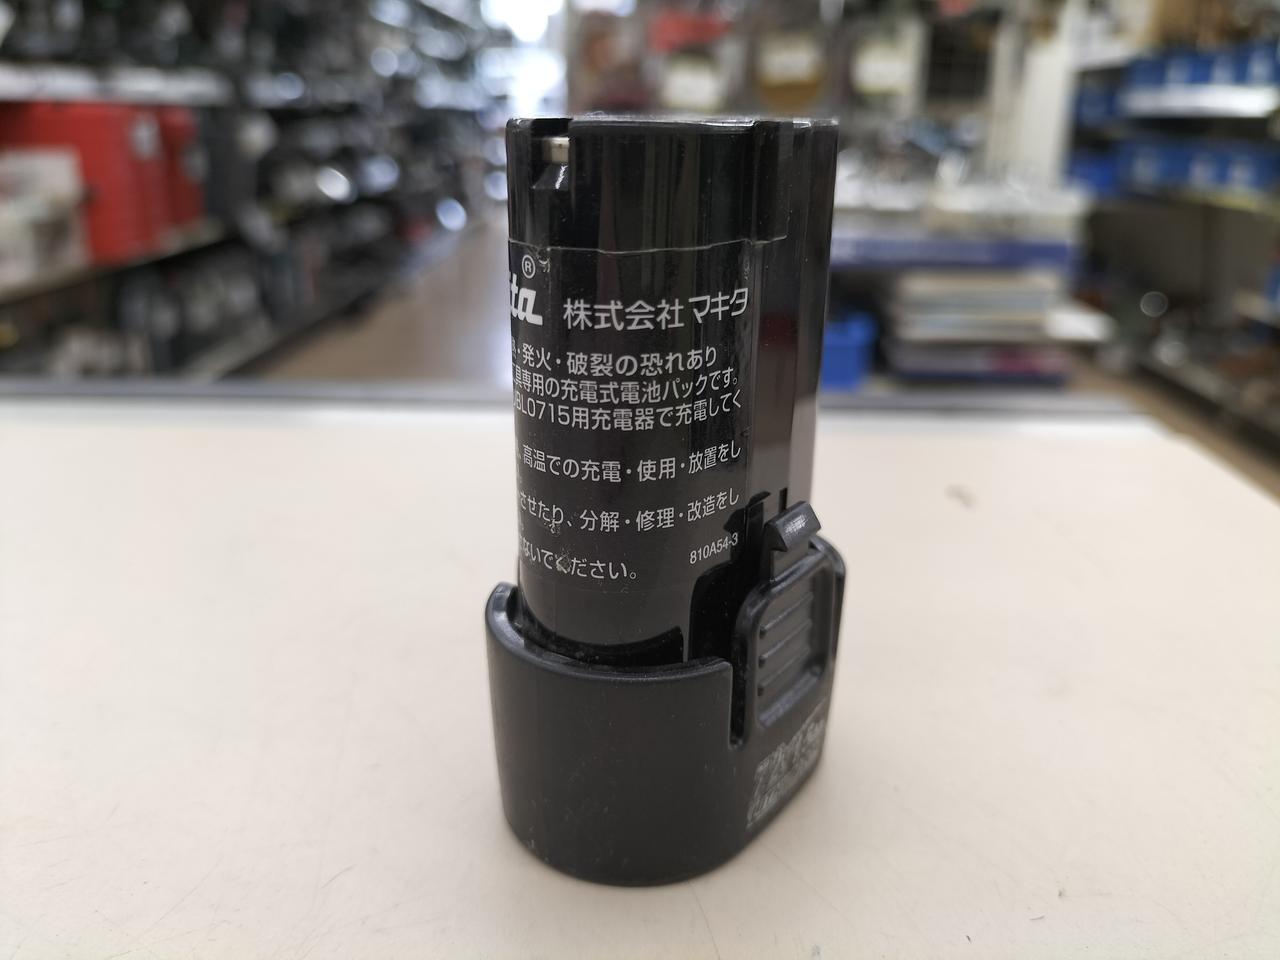 ta® 株式会社マキタ
・発火・破裂の恐れあり
具専用の充電式電池パックです。
BL0715用充電器で充電してく
、高温での充電・使用・放置をし
させたり、分解・修理・改造をし
ないでください。 810A54-3